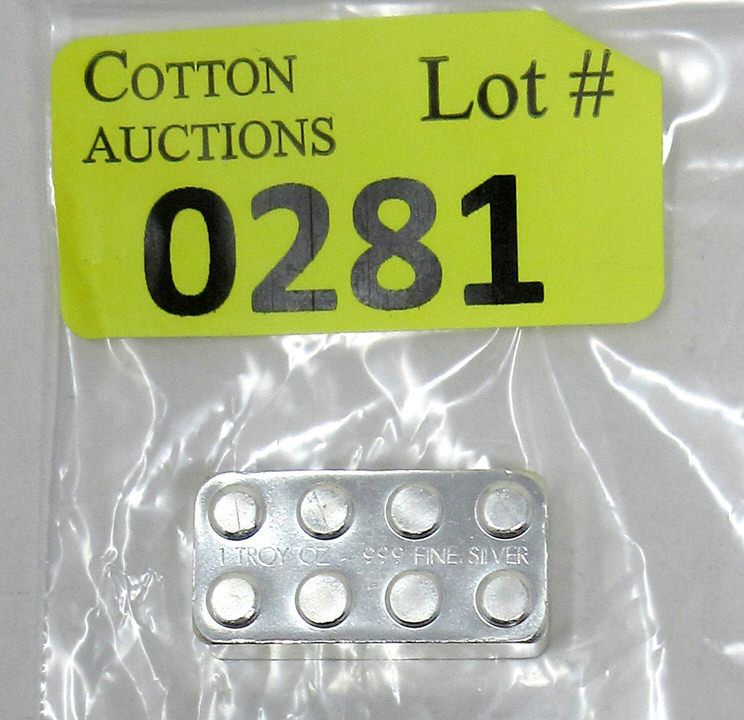 COTTON
AUCTIONS
Lot #
0281
1 TROY OZ - 999 FINE SILVER